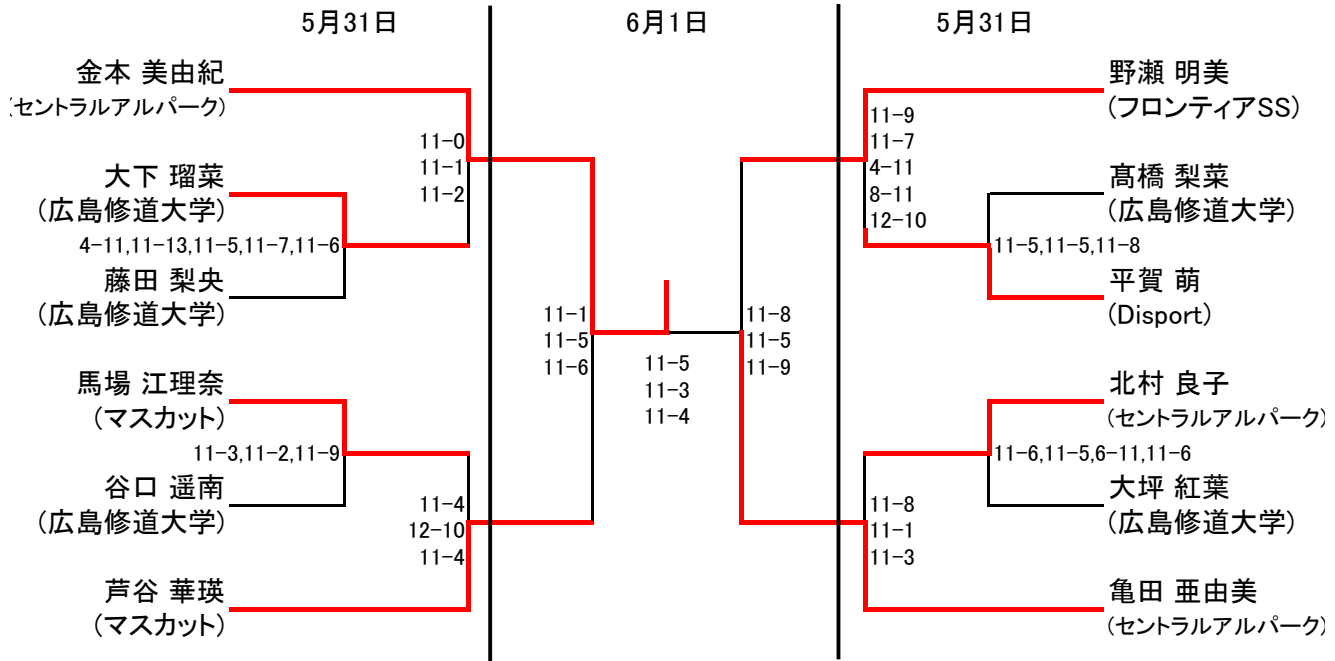 5月31日
6月1日
5月31日
金本 美由紀
(セントラルアルパーク)
11-0
11-1
11-2
大下 瑠菜
(広島修道大学)
4-11,11-13,11-5,11-7,11-6
藤田 梨央
(広島修道大学)
馬場 江理奈
(マスカット)
11-3,11-2,11-9
谷口 遥南
(広島修道大学)
11-4
12-10
11-4
芦谷 華瑛
(マスカット)
11-1
11-5
11-6
11-5
11-3
11-4
11-8
11-5
11-9
野瀬 明美
(フロンティアSS)
11-9
11-7
4-11
8-11
12-10
髙橋 梨菜
(広島修道大学)
11-5,11-5,11-8
平賀 萌
(Disport)
北村 良子
(セントラルアルパーク)
11-6,11-5,6-11,11-6
大坪 紅葉
(広島修道大学)
11-8
11-1
11-3
亀田 亜由美
(セントラルアルパーク)